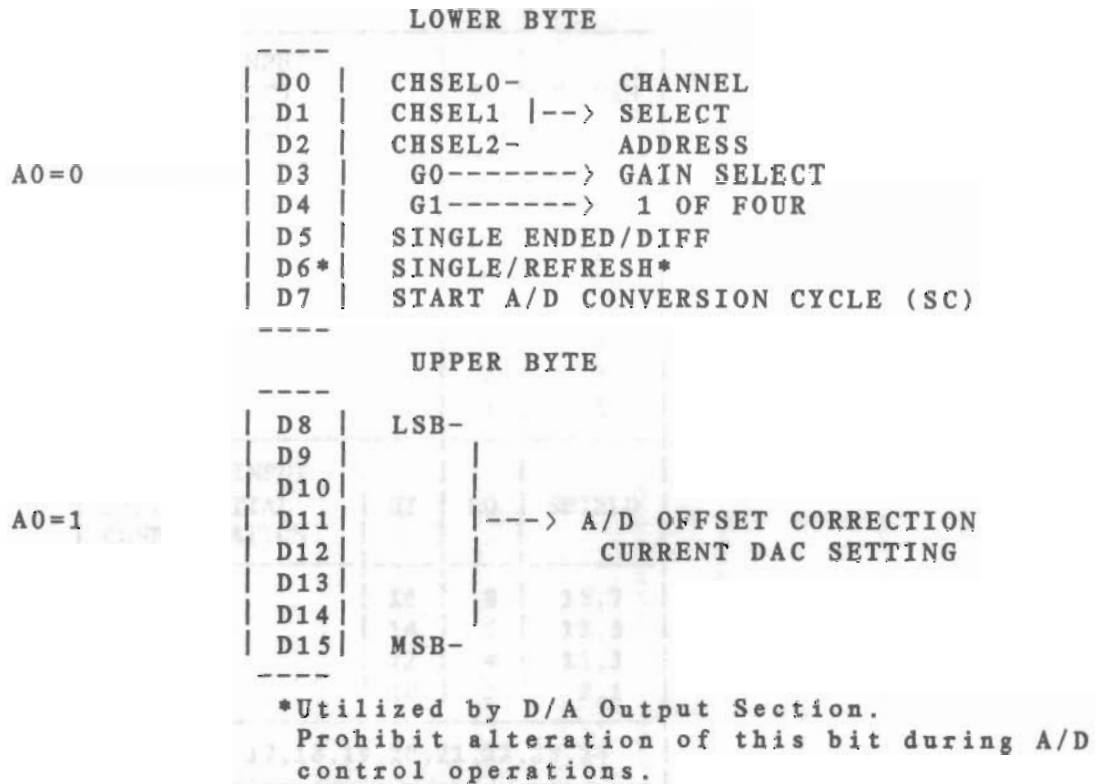 LOWER BYTE
----
| D0 | CHSEL0- CHANNEL
| D1 | CHSEL1 |--> SELECT
| D2 | CHSEL2- ADDRESS
A0=0 | D3 | G0-------> GAIN SELECT
| D4 | G1-------> 1 OF FOUR
| D5 | SINGLE ENDED/DIFF
| D6*| SINGLE/REFRESH*
| D7 | START A/D CONVERSION CYCLE (SC)
----
UPPER BYTE
----
| D8 | LSB-
| D9 | |
| D10| |
A0=1 | D11| |---> A/D OFFSET CORRECTION
| D12| | CURRENT DAC SETTING
| D13| |
| D14| |
| D15| MSB-
----
*Utilized by D/A Output Section.
Prohibit alteration of this bit during A/D
control operations.